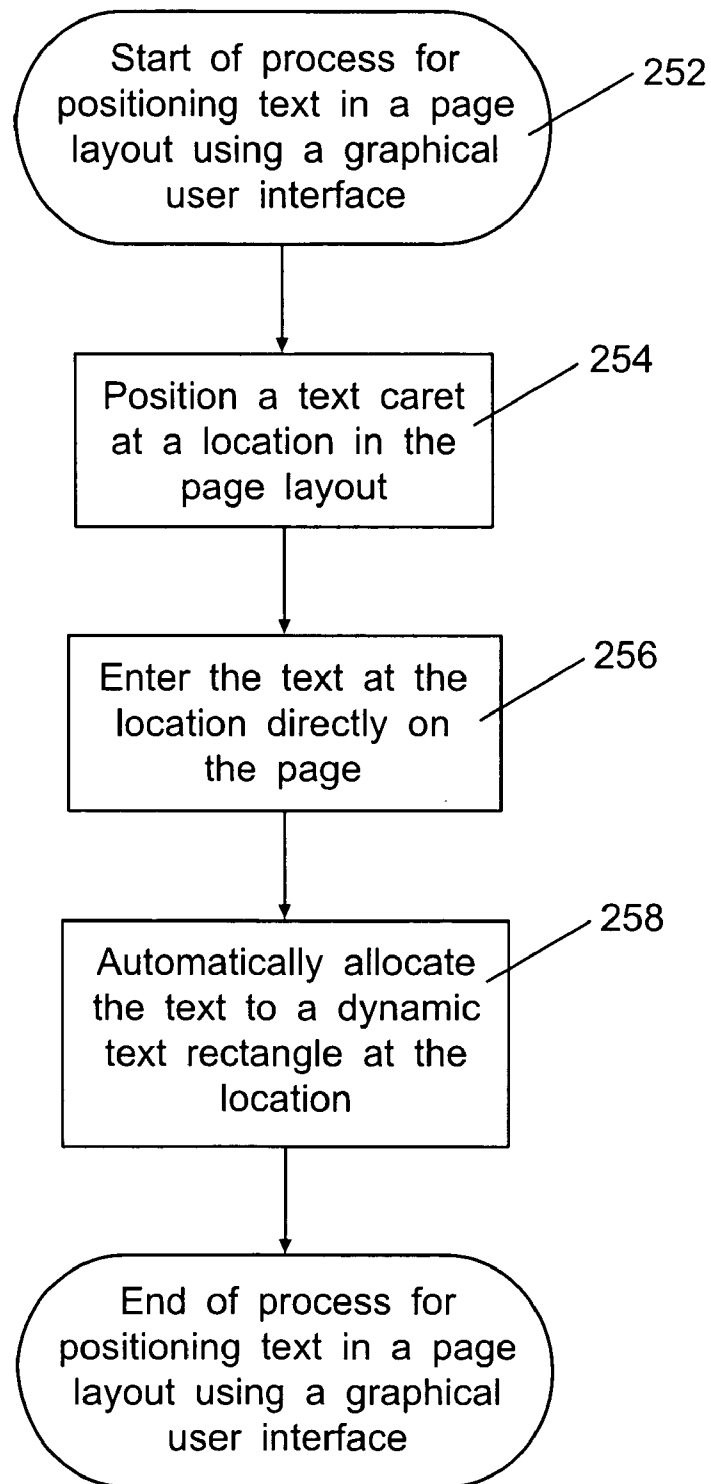 Start of process for
positioning text in a page
layout using a graphical
user interface
252
Position a text caret
at a location in the
page layout
254
Enter the text at the
location directly on
the page
256
Automatically allocate
the text to a dynamic
text rectangle at the
location
258
End of process for
positioning text in a page
layout using a graphical
user interface